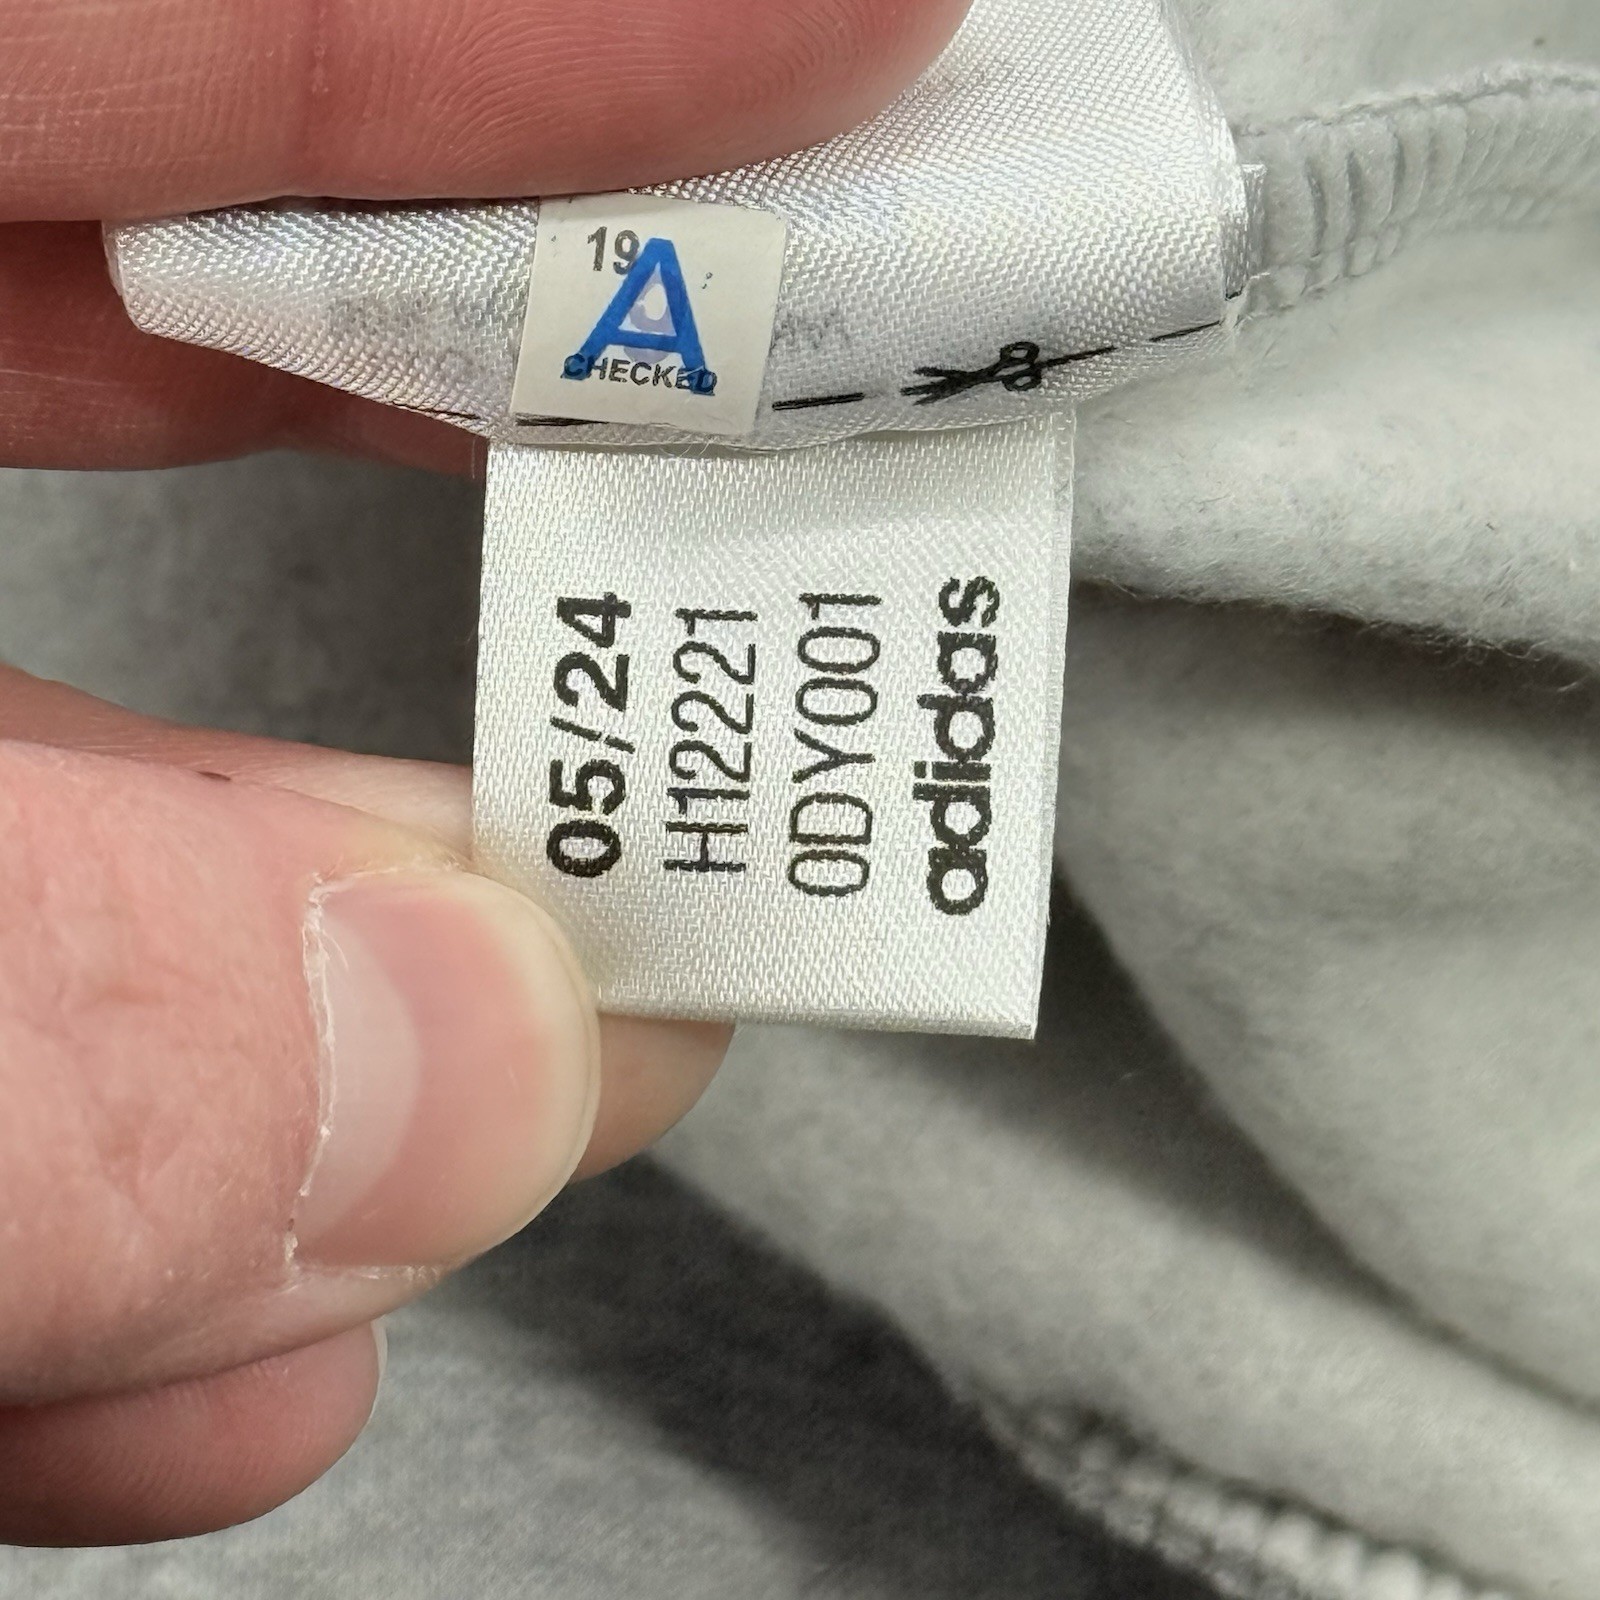 19
A
CHECKED
05/24
H12221
0DY001
adidas